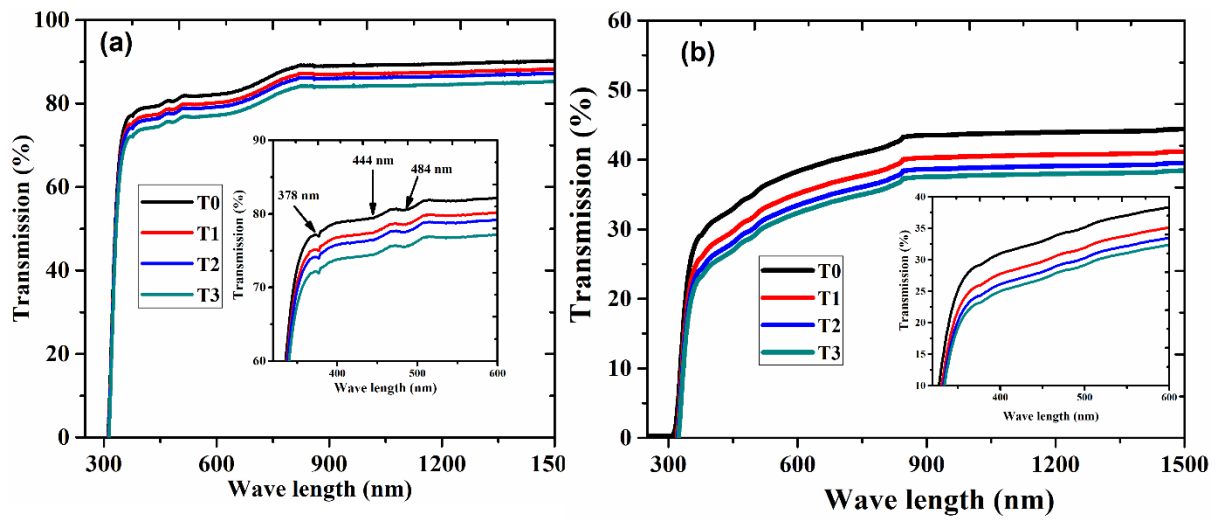 (a)
Transmission (%)
100
80
60
40
20
0
300
600
900
1200
1500
Wave length (nm)
T0
T1
T2
T3
Transmission (%)
90
80
70
60
400
500
600
Wave length (nm)
378 nm
444 nm
484 nm
(b)
Transmission (%)
60
50
40
30
20
10
0
300
600
900
1200
1500
Wave length (nm)
T0
T1
T2
T3
Transmission (%)
40
35
30
25
20
15
10
400
500
600
Wave length (nm)